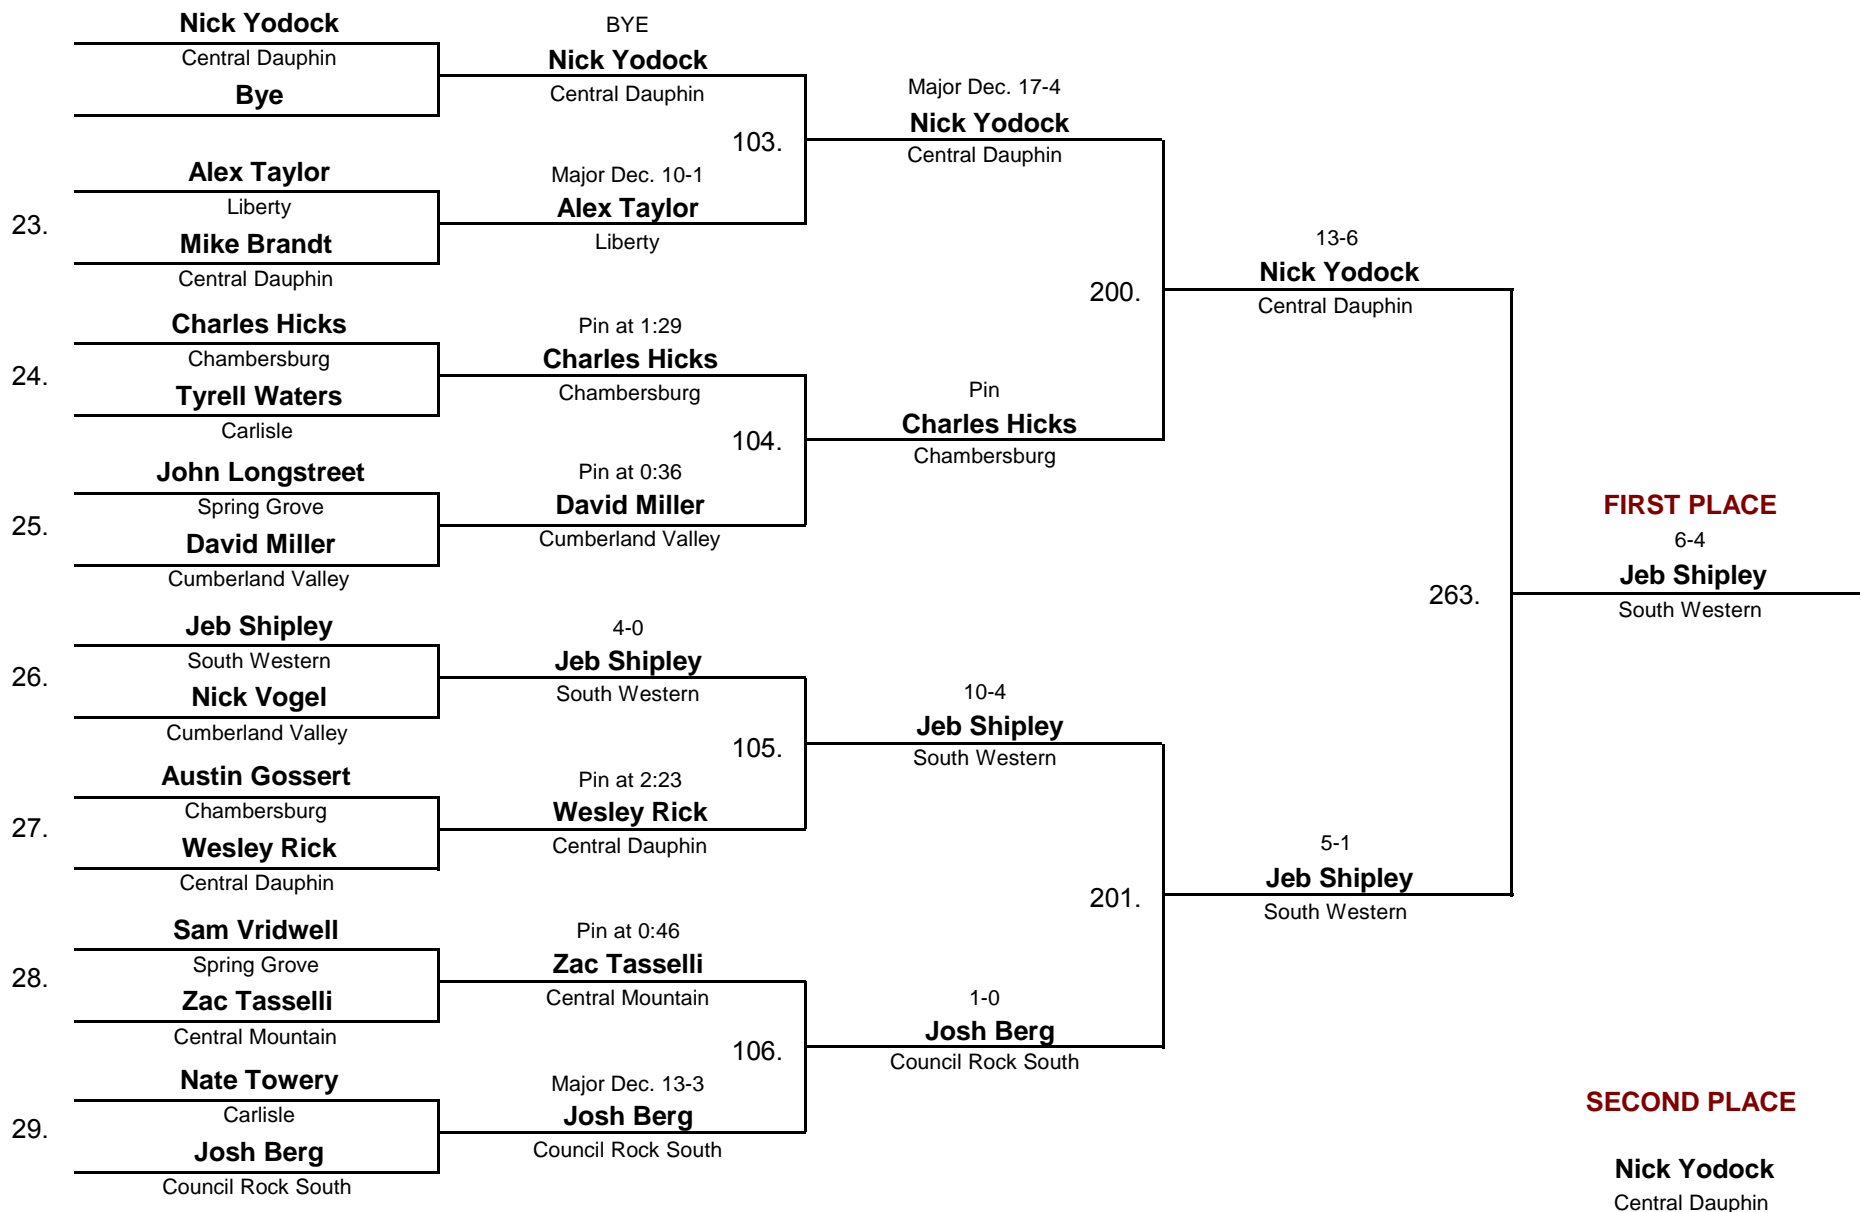 Nick Yodock
Central Dauphin
Bye
23.
Alex Taylor
Liberty
Mike Brandt
Central Dauphin
24.
Charles Hicks
Chambersburg
Tyrell Waters
Carlisle
25.
John Longstreet
Spring Grove
David Miller
Cumberland Valley
26.
Jeb Shipley
South Western
Nick Vogel
Cumberland Valley
27.
Austin Gossert
Chambersburg
Wesley Rick
Central Dauphin
28.
Sam Vridwell
Spring Grove
Zac Tasselli
Central Mountain
29.
Nate Towery
Carlisle
Josh Berg
Council Rock South
BYE
Nick Yodock
Central Dauphin
103.
Major Dec. 10-1
Alex Taylor
Liberty
Pin at 1:29
Charles Hicks
Chambersburg
104.
Pin at 0:36
David Miller
Cumberland Valley
4-0
Jeb Shipley
South Western
105.
Pin at 2:23
Wesley Rick
Central Dauphin
Pin at 0:46
Zac Tasselli
Central Mountain
106.
Major Dec. 13-3
Josh Berg
Council Rock South
Major Dec. 17-4
Nick Yodock
Central Dauphin
200.
Pin
Charles Hicks
Chambersburg
10-4
Jeb Shipley
South Western
201.
1-0
Josh Berg
Council Rock South
13-6
Nick Yodock
Central Dauphin
263.
5-1
Jeb Shipley
South Western
FIRST PLACE
6-4
Jeb Shipley
South Western
SECOND PLACE
Nick Yodock
Central Dauphin